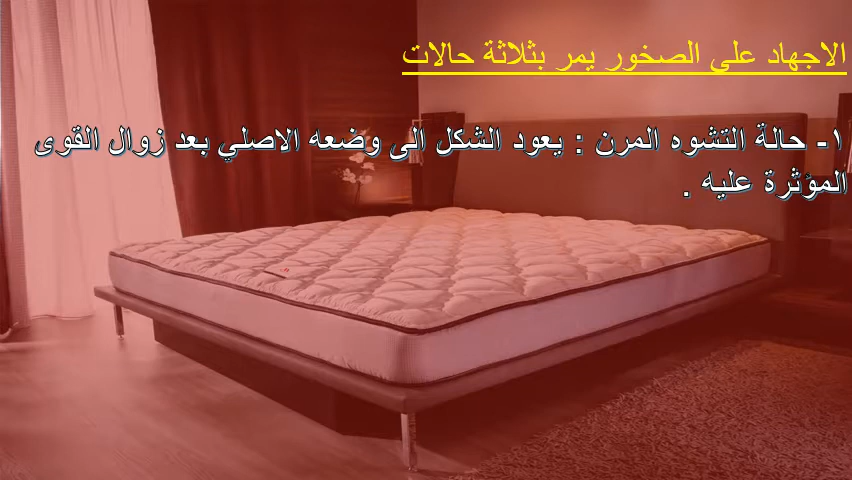 الاجهاد على الصخور يمر بثلاثة حالات
١- حالة التشوه المرن : يعود الشكل الى وضعه الاصلي بعد زوال القوى
المؤثرة عليه .